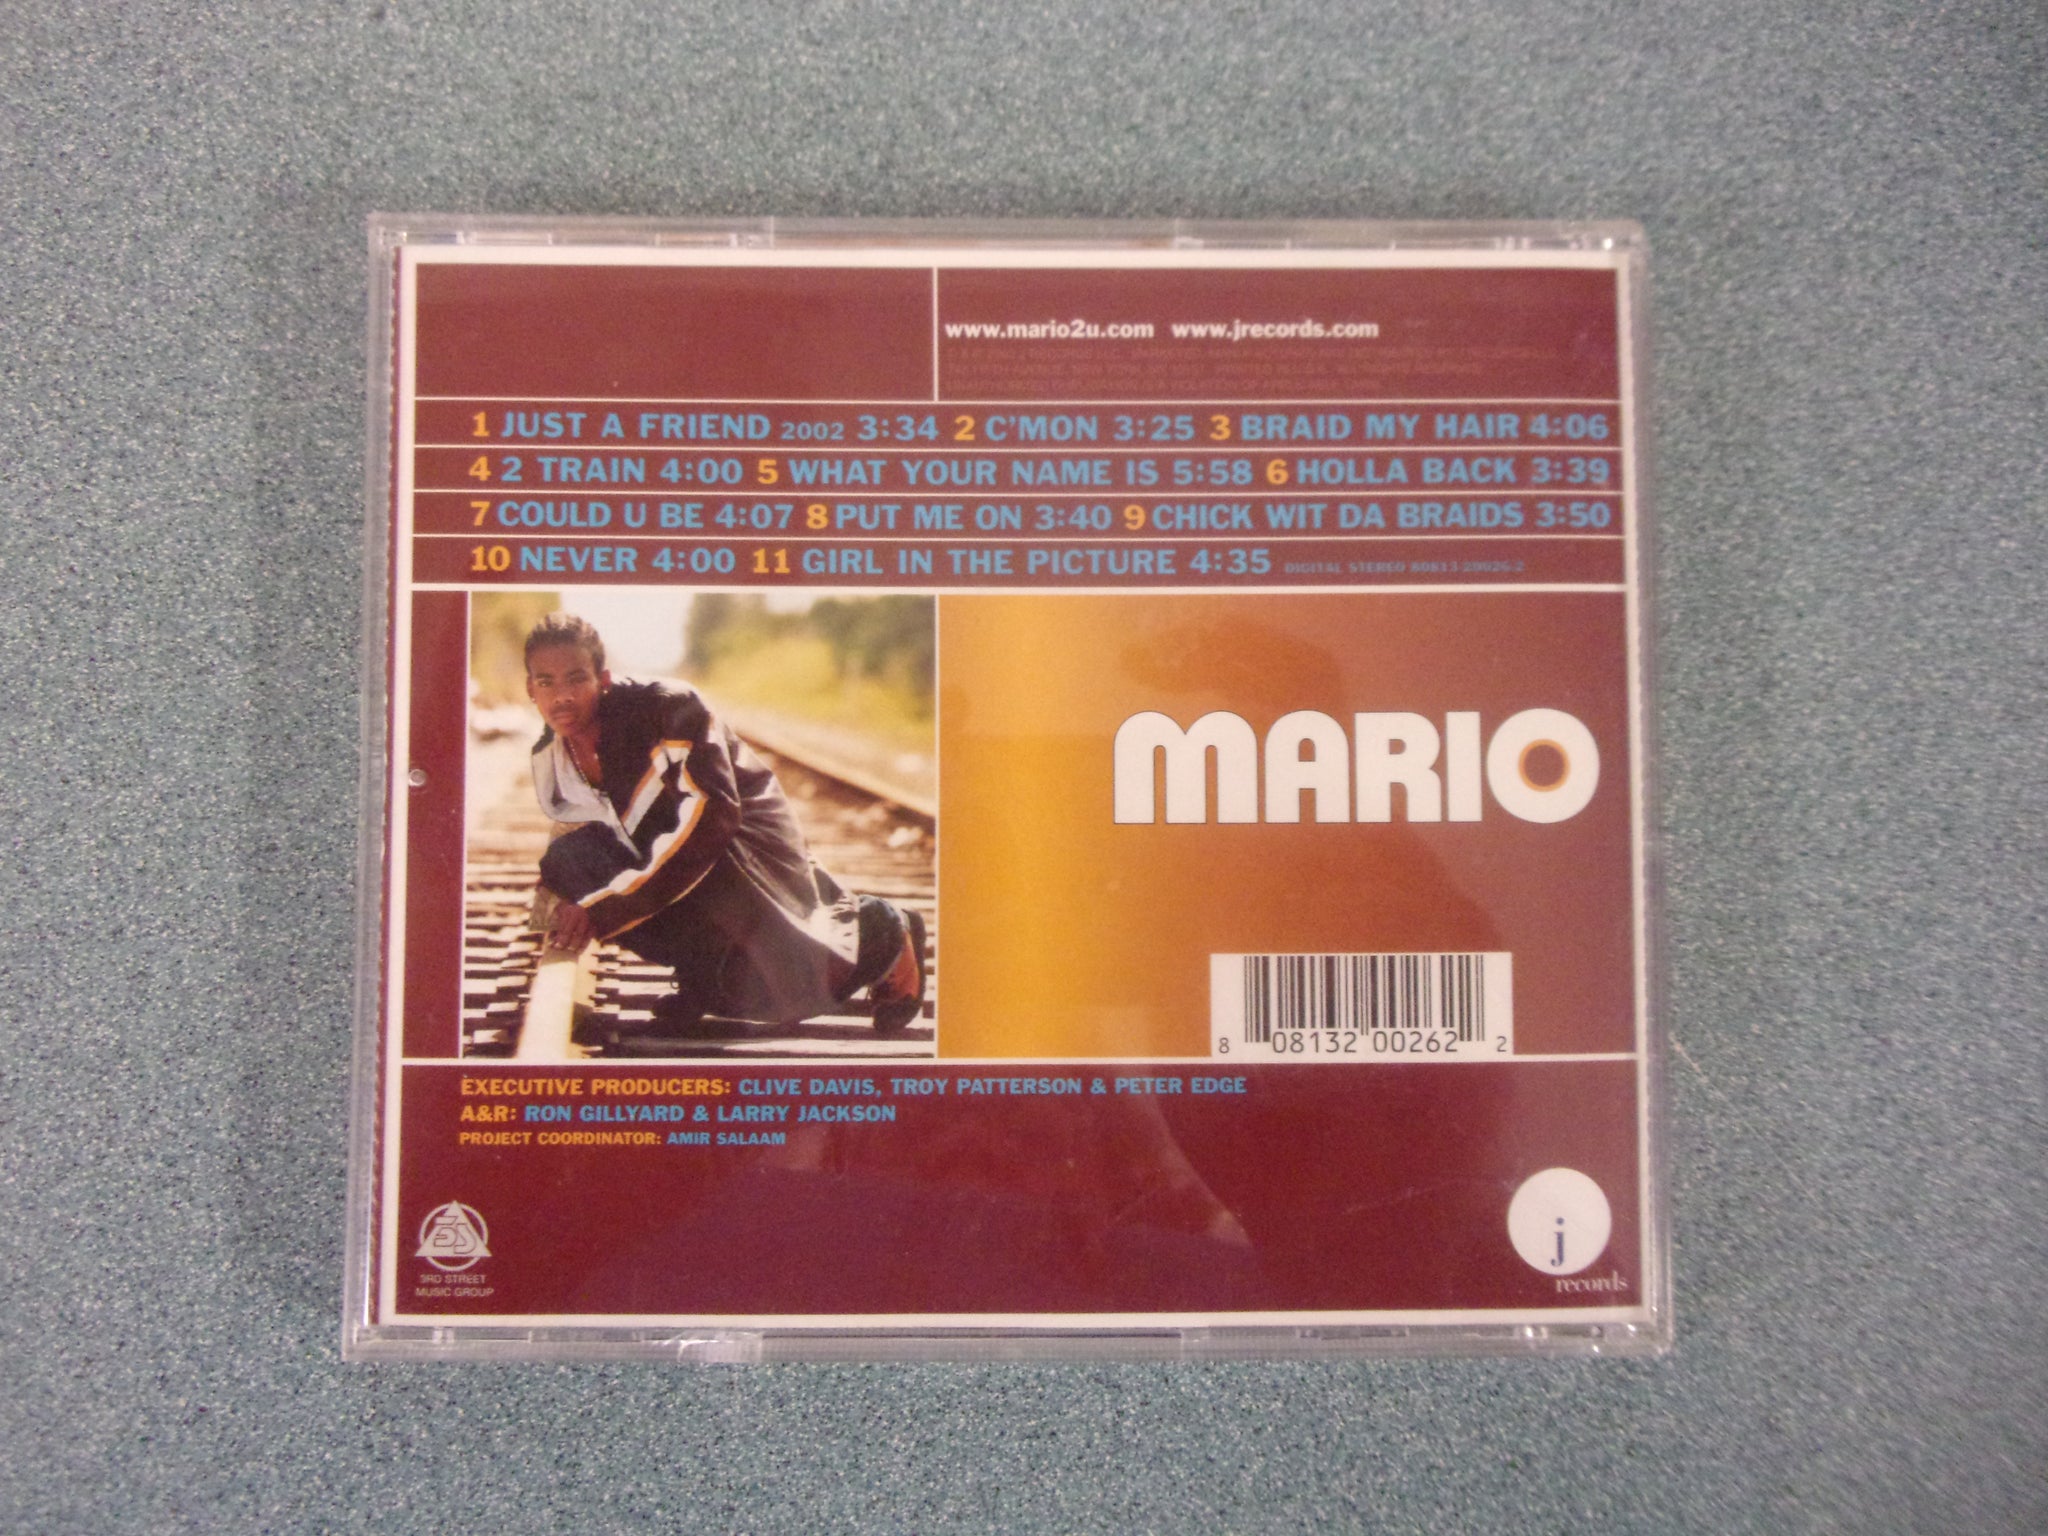 www.mario2u.com www.jrecords.com
1 JUST A FRIEND 2002 3:34 2 C'MON 3:25 3 BRAID MY HAIR 4:06
4 2 TRAIN 4:00 5 WHAT YOUR NAME IS 5:58 6 HOLLA BACK 3:39
7 COULD U BE 4:07 8 PUT ME ON 3:40 9 CHICK WIT DA BRAIDS 3:50
10 NEVER 4:00 11 GIRL IN THE PICTURE 4:35 DIGITAL STEREO 80813-20026-2
MARIO
8 08132 00262 2
EXECUTIVE PRODUCERS: CLIVE DAVIS, TROY PATTERSON & PETER EDGE
A&R: RON GILLYARD & LARRY JACKSON
PROJECT COORDINATOR: AMIR SALAAM
3RD STREET
MUSIC GROUP
j
records